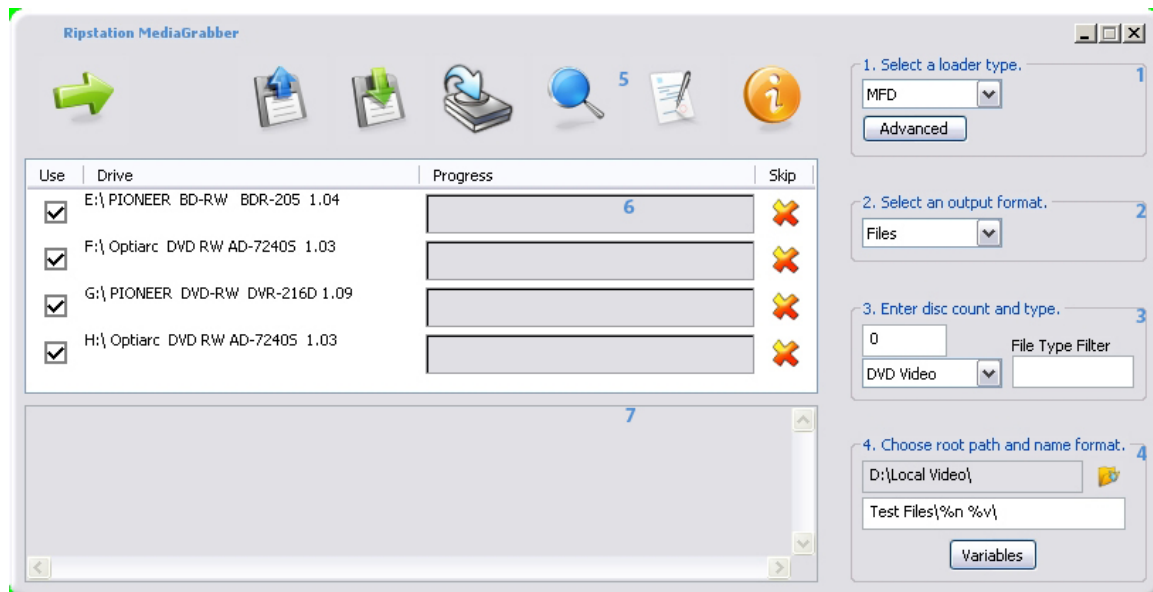 Ripstation MediaGrabber
5
1. Select a loader type.
1
MFD
Advanced
Use Drive Progress Skip
E:\ PIONEER BD-RW BDR-205 1.04
6
F:\ Optiarc DVD RW AD-7240S 1.03
G:\ PIONEER DVD-RW DVR-216D 1.09
H:\ Optiarc DVD RW AD-7240S 1.03
7
2. Select an output format.
2
Files
3. Enter disc count and type.
3
0
File Type Filter
DVD Video
4. Choose root path and name format.
4
D:\Local Video\
Test Files\%n %v\
Variables